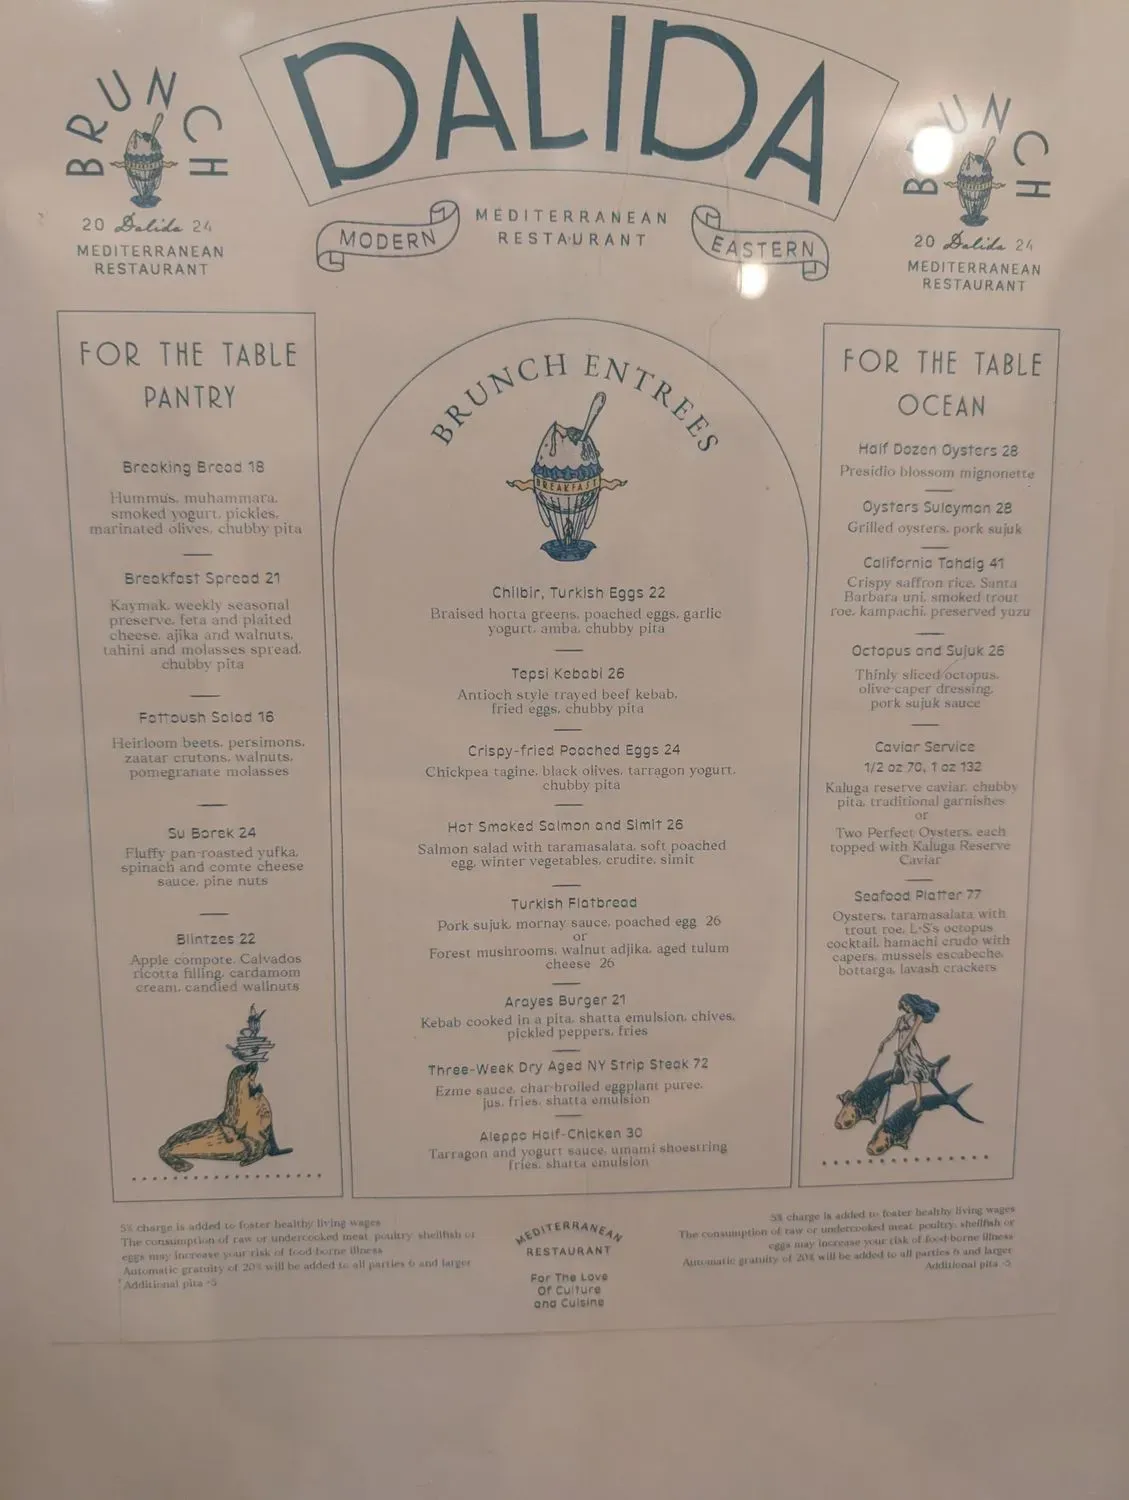 BRUNCH
20 Dalida 24
MEDITERRANEAN
RESTAURANT
DALIDA
MODERN
MEDITERRANEAN
RESTAURANT
EASTERN
BRUNCH
20 Dalida 24
MEDITERRANEAN
RESTAURANT
FOR THE TABLE
PANTRY
Breaking Bread 18
Hummus, muhammara,
smoked yogurt, pickles,
marinated olives, chubby pita
Breakfast Spread 21
Kaymak, weekly seasonal
preserve, feta and plaited
cheese, ajika and walnuts,
tahini and molasses spread,
chubby pita
Fattoush Salad 16
Heirloom beets, persimons,
zaatar crutons, walnuts,
pomegranate molasses
Su Borek 24
Fluffy pan-roasted yufka,
spinach and comte cheese
sauce, pine nuts
Blintzes 22
Apple compote, Calvados
ricotta filling, cardamom
cream, candied wallnuts
BRUNCH ENTREES
BREAKFAST
Chilbir, Turkish Eggs 22
Braised horta greens, poached eggs, garlic
yogurt, amba, chubby pita
Tepsi Kebabi 26
Antioch style trayed beef kebab,
fried eggs, chubby pita
Crispy-fried Poached Eggs 24
Chickpea tagine, black olives, tarragon yogurt,
chubby pita
Hot Smoked Salmon and Simit 26
Salmon salad with taramasalata, soft poached
egg, winter vegetables, crudite, simit
Turkish Flatbread
Pork sujuk, mornay sauce, poached egg 26
or
Forest mushrooms, walnut adjika, aged tulum
cheese 26
Arayes Burger 21
Kebab cooked in a pita, shatta emulsion, chives,
pickled peppers, fries
Three-Week Dry Aged NY Strip Steak 72
Ezme sauce, char-broiled eggplant puree,
jus, fries, shatta emulsion
Aleppo Half-Chicken 30
Tarragon and yogurt sauce, umami shoestring
fries, shatta emulsion
FOR THE TABLE
OCEAN
Half Dozen Oysters 28
Presidio blossom mignonette
Oysters Suleyman 28
Grilled oysters, pork sujuk
California Tahdig 41
Crispy saffron rice, Santa
Barbara uni, smoked trout
roe, kampachi, preserved yuzu
Octopus and Sujuk 26
Thinly sliced octopus,
olive-caper dressing,
pork sujuk sauce
Caviar Service
1/2 oz 70, 1 oz 132
Kaluga reserve caviar, chubby
pita, traditional garnishes
or
Two Perfect Oysters, each
topped with Kaluga Reserve
Caviar
Seafood Platter 77
Oysters, taramasalata with
trout roe, L-S's octopus
cocktail, hamachi crudo with
capers, mussels escabeche,
bottarga, lavash crackers
5% charge is added to foster healthy living wages
The consumption of raw or undercooked meat, poultry, shellfish or
eggs may increase your risk of food-borne illness
Automatic gratuity of 20% will be added to all parties 6 and larger
Additional pita -5
MEDITERRANEAN
RESTAURANT
For The Love
Of Culture
and Cuisine
5% charge is added to foster healthy living wages
The consumption of raw or undercooked meat, poultry, shellfish or
eggs may increase your risk of food-borne illness
Automatic gratuity of 20% will be added to all parties 6 and larger
Additional pita -5